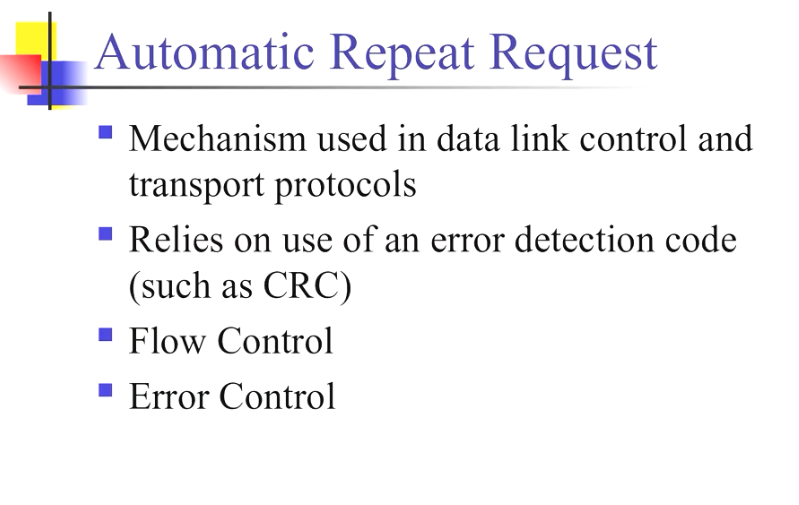 Automatic Repeat Request
Mechanism used in data link control and
transport protocols
Relies on use of an error detection code
(such as CRC)
Flow Control
Error Control